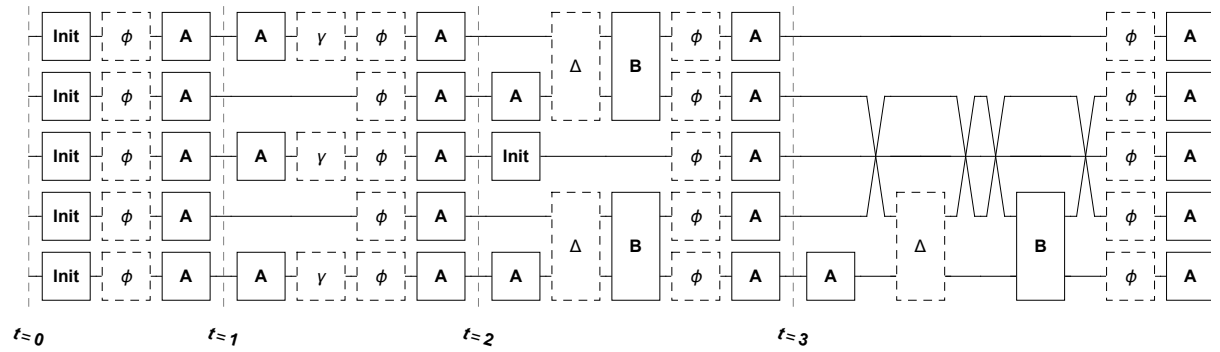 Init ϕ A A γ ϕ A Δ B ϕ A ϕ A
Init ϕ A ϕ A A ϕ A ϕ A
Init ϕ A A γ ϕ A Init ϕ A ϕ A
Init ϕ A ϕ A Δ B ϕ A Δ B ϕ A
Init ϕ A A γ ϕ A A ϕ A A ϕ A
t=0 t=1 t=2 t=3